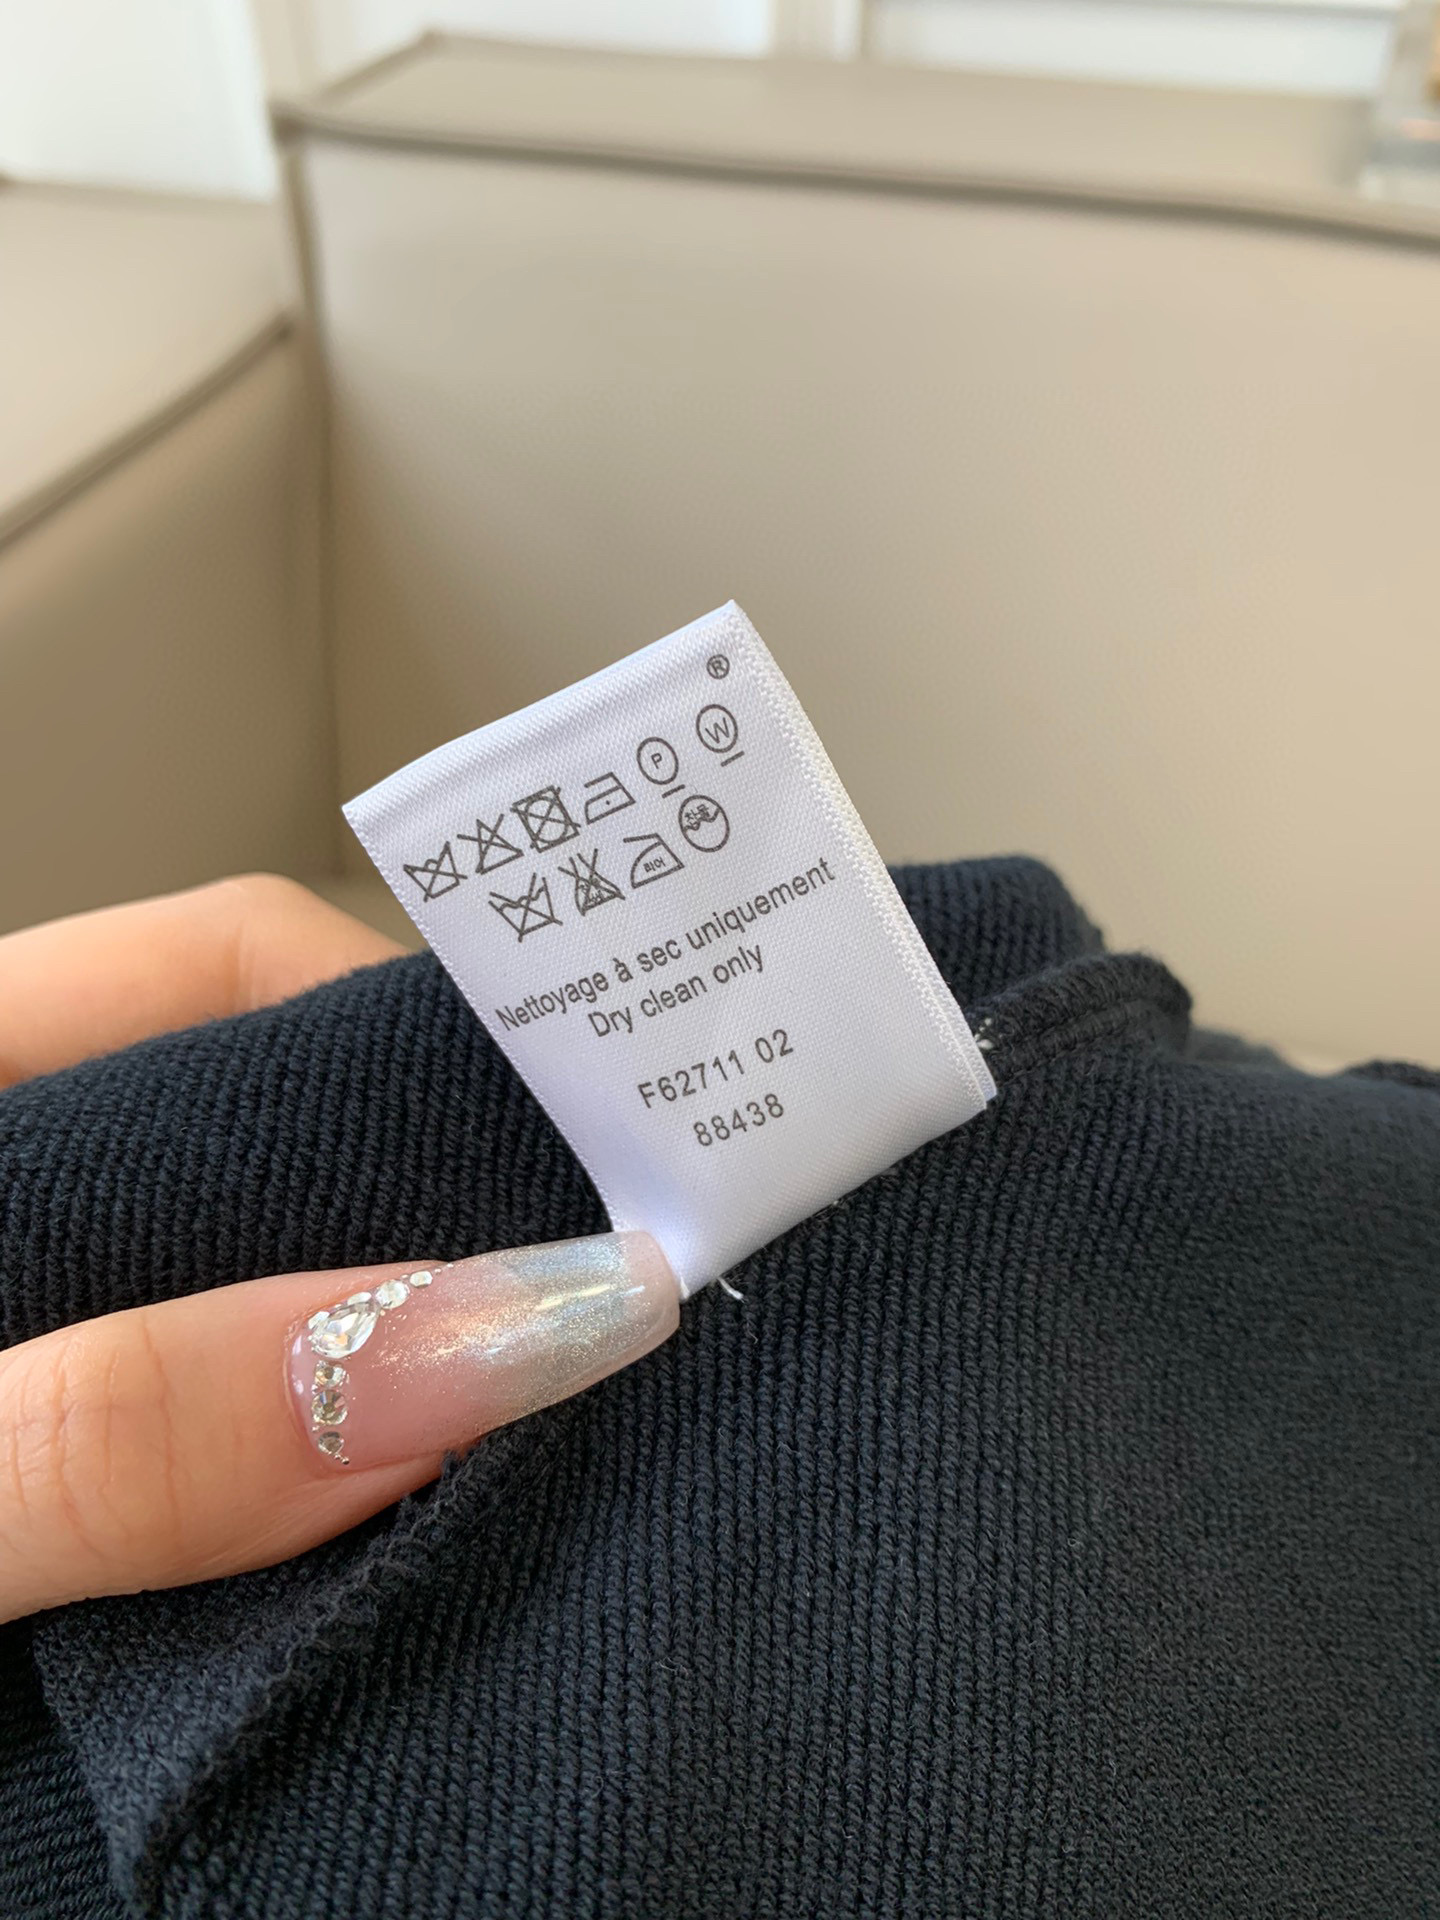 ®
P W
Nettoyage à sec uniquement
Dry clean only
F62711 02
88438